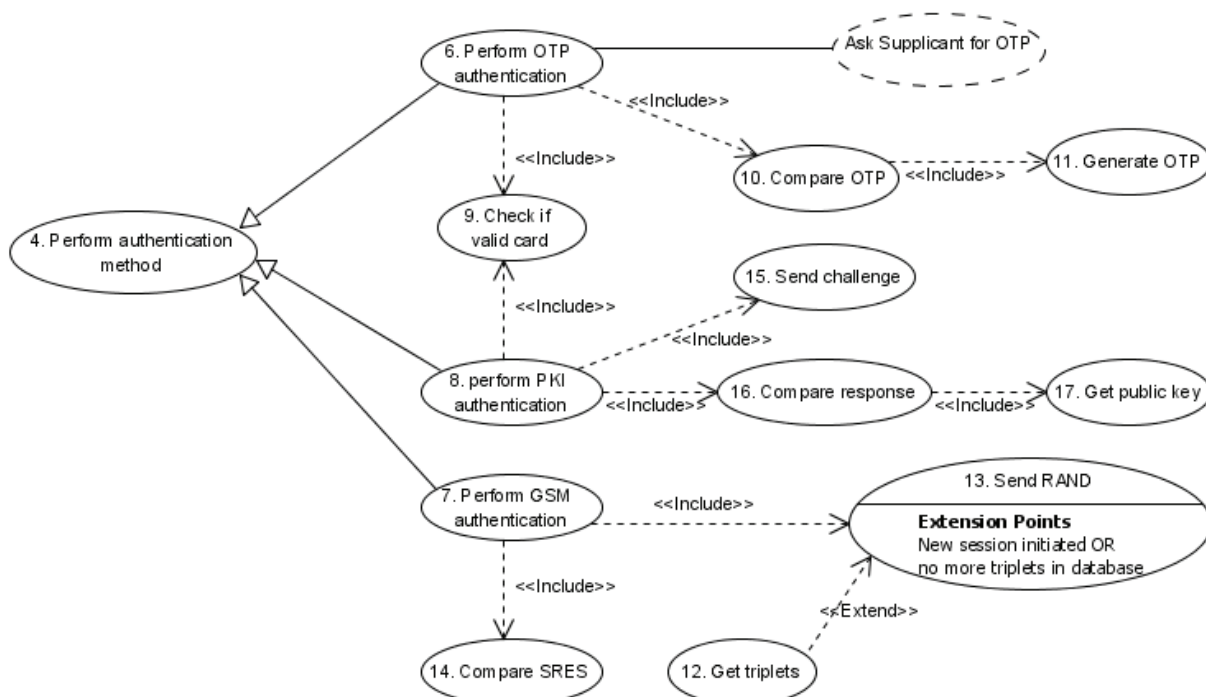 6. Perform OTP
authentication
Ask Supplicant for OTP
<<Include>>
<<Include>>
10. Compare OTP
<<Include>>
11. Generate OTP
9. Check if
valid card
4. Perform authentication
method
15. Send challenge
<<Include>>
<<Include>>
8. perform PKI
authentication
<<Include>>
16. Compare response
<<Include>>
17. Get public key
7. Perform GSM
authentication
<<Include>>
13. Send RAND
Extension Points
New session initiated OR
no more triplets in database
<<Include>>
<<Extend>>
14. Compare SRES
12. Get triplets